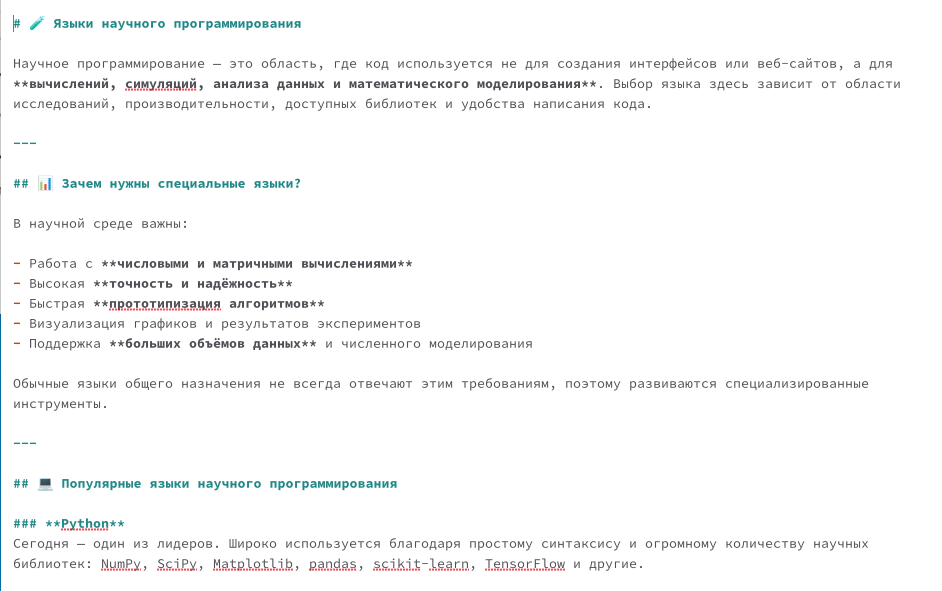 # 🧪 Языки научного программирования
Научное программирование — это область, где код используется не для создания интерфейсов или веб-сайтов, а для
**вычислений, симуляций, анализа данных и математического моделирования**. Выбор языка здесь зависит от области
исследований, производительности, доступных библиотек и удобства написания кода.
---
## 📊 Зачем нужны специальные языки?
В научной среде важны:
- Работа с **числовыми и матричными вычислениями**
- Высокая **точность и надёжность**
- Быстрая **прототипизация алгоритмов**
- Визуализация графиков и результатов экспериментов
- Поддержка **больших объёмов данных** и численного моделирования
Обычные языки общего назначения не всегда отвечают этим требованиям, поэтому развиваются специализированные
инструменты.
---
## 💻 Популярные языки научного программирования
### **Python**
Сегодня — один из лидеров. Широко используется благодаря простому синтаксису и огромному количеству научных
библиотек: NumPy, SciPy, Matplotlib, pandas, scikit-learn, TensorFlow и другие.